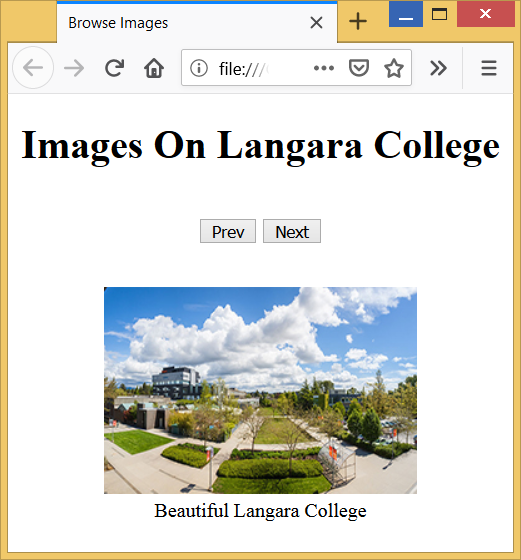 Browse Images
file:///
Images On Langara College
Prev Next
Beautiful Langara College